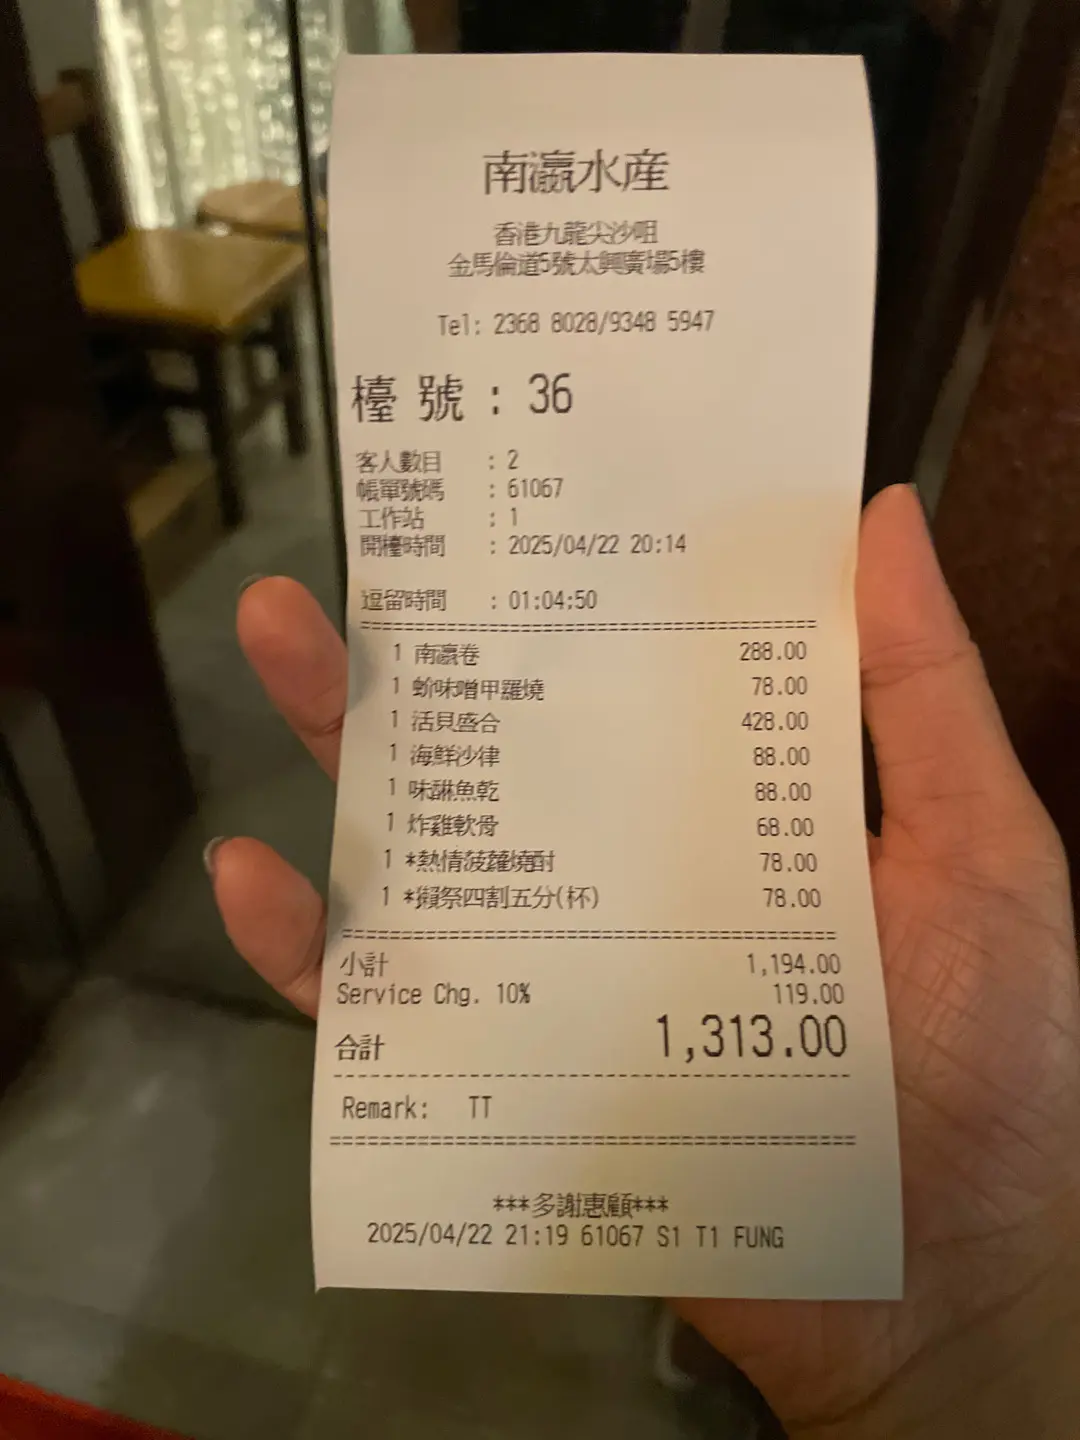 南瀛水産
香港九龍尖沙咀
金馬倫道5號太興廣場5樓
Tel: 2368 8028/9348 5947
檯 號 : 36
客人數目 : 2
帳單號碼 : 61067
工作站 : 1
開檯時間 : 2025/04/22 20:14
逗留時間 : 01:04:50
1 南瀛卷 288.00
1 蚧味噌甲羅燒 78.00
1 活貝盛合 428.00
1 海鮮沙律 88.00
1 味醂魚乾 88.00
1 炸雞軟骨 68.00
1 *熱情菠蘿燒酎 78.00
1 *獺祭四割五分(杯) 78.00
小計 1,194.00
Service Chg. 10% 119.00
合計 1,313.00
Remark: TT
***多謝惠顧***
2025/04/22 21:19 61067 S1 T1 FUNG